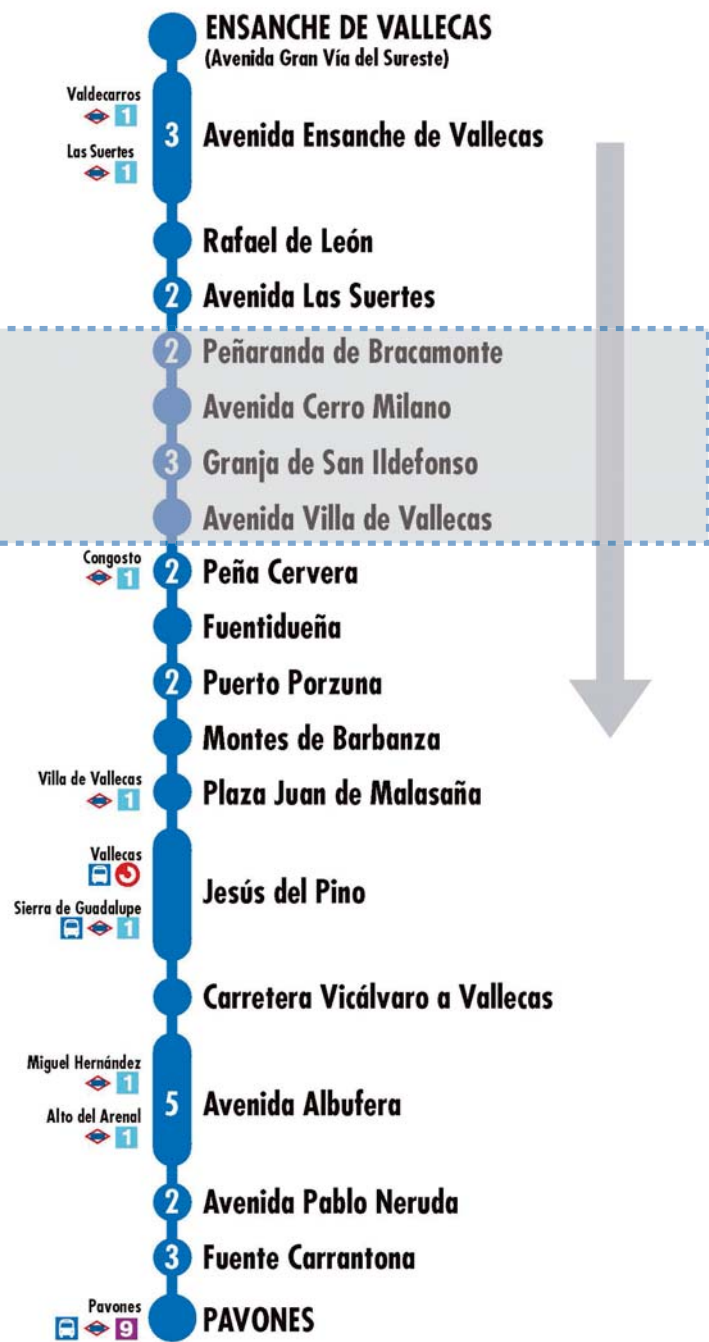 ENSANCHE DE VALLECAS
(Avenida Gran Vía del Sureste)
Valdecarros
1
Las Suertes
1
3 Avenida Ensanche de Vallecas
Rafael de León
2 Avenida Las Suertes
2 Peñaranda de Bracamonte
Avenida Cerro Milano
3 Granja de San Ildefonso
Avenida Villa de Vallecas
Congosto
1
2 Peña Cervera
Fuentidueña
2 Puerto Porzuna
Montes de Barbanza
Villa de Vallecas
1
Plaza Juan de Malasaña
Vallecas
Sierra de Guadalupe
1
Jesús del Pino
Carretera Vicálvaro a Vallecas
Miguel Hernández
1
Alto del Arenal
1
5 Avenida Albufera
2 Avenida Pablo Neruda
3 Fuente Carrantona
Pavones
9
PAVONES